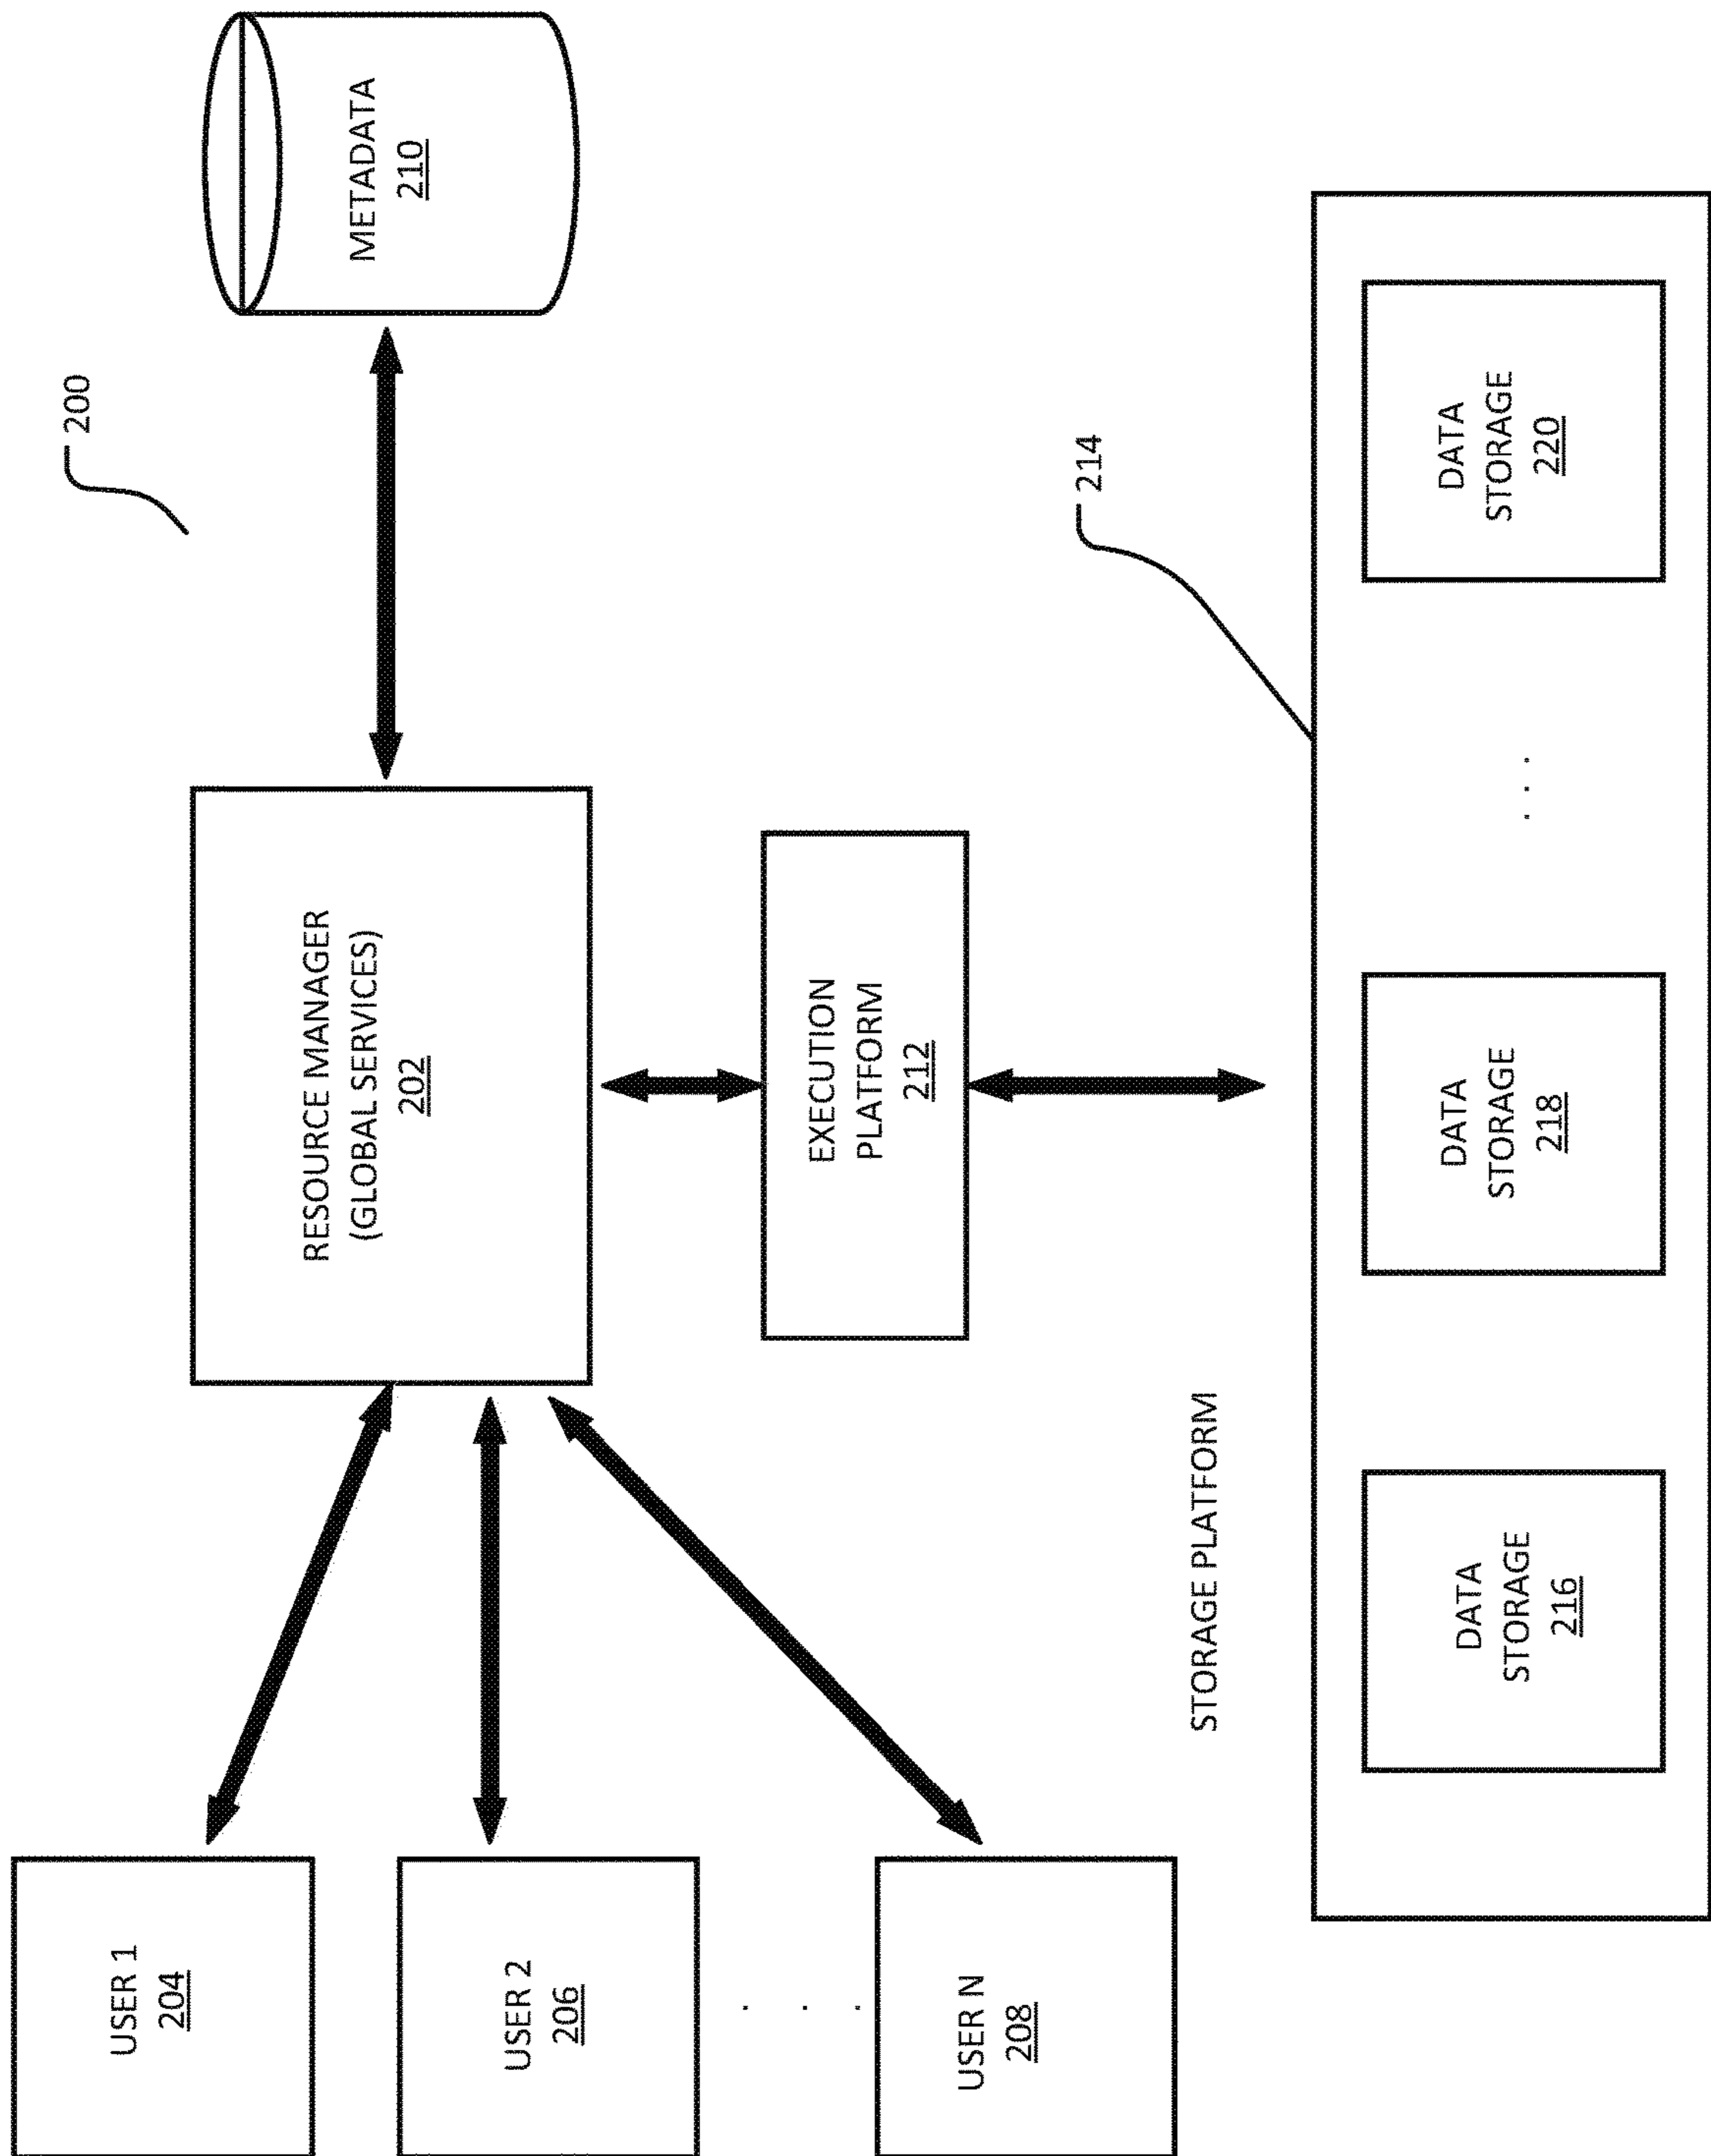 200
USER 1
204
RESOURCE MANAGER
(GLOBAL SERVICES)
202
METADATA
210
USER 2
206
. . .
USER N
208
EXECUTION
PLATFORM
212
STORAGE PLATFORM
214
DATA
STORAGE
216
DATA
STORAGE
218
. . .
DATA
STORAGE
220